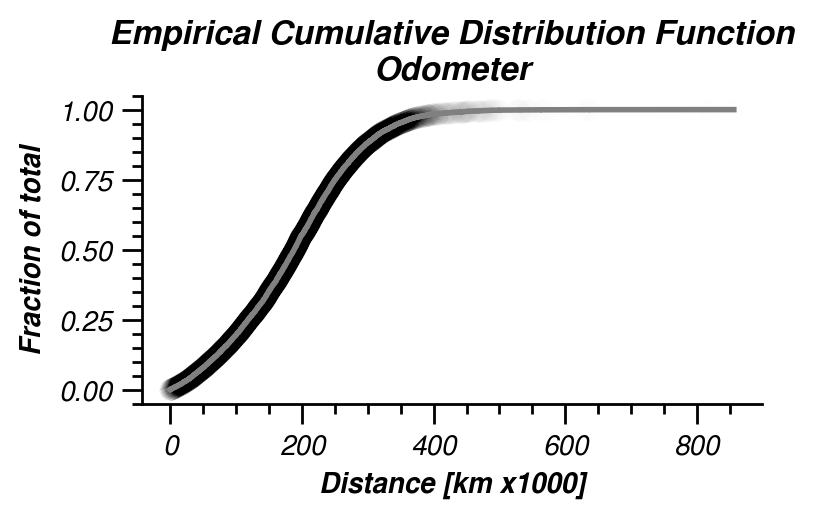 Empirical Cumulative Distribution Function
Odometer
Fraction of total
1.00
0.75
0.50
0.25
0.00
0 200 400 600 800
Distance [km x1000]